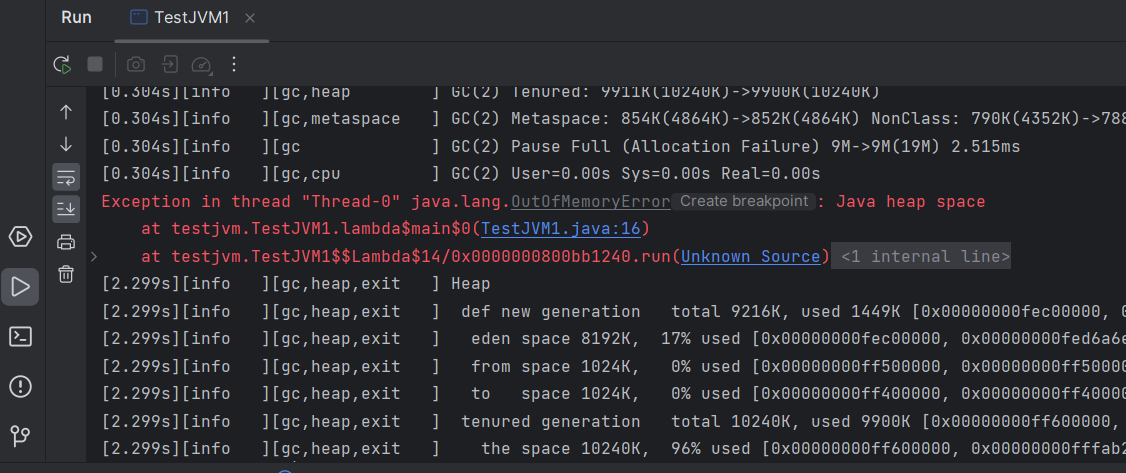 Run TestJVM1
[0.304s][info   ][gc,heap        ] GC(2) Tenured: 9911K(10240K)->9900K(10240K)
[0.304s][info   ][gc,metaspace   ] GC(2) Metaspace: 854K(4864K)->852K(4864K) NonClass: 790K(4352K)->788
[0.304s][info   ][gc             ] GC(2) Pause Full (Allocation Failure) 9M->9M(19M) 2.515ms
[0.304s][info   ][gc,cpu         ] GC(2) User=0.00s Sys=0.00s Real=0.00s
Exception in thread "Thread-0" java.lang.OutOfMemoryError Create breakpoint : Java heap space
    at testjvm.TestJVM1.lambda$main$0(TestJVM1.java:16)
    at testjvm.TestJVM1$$Lambda$14/0x0000000800bb1240.run(Unknown Source) <1 internal line>
[2.299s][info   ][gc,heap,exit   ] Heap
[2.299s][info   ][gc,heap,exit   ]  def new generation   total 9216K, used 1449K [0x00000000fec00000, 0
[2.299s][info   ][gc,heap,exit   ]   eden space 8192K,  17% used [0x00000000fec00000, 0x00000000fed6a6e
[2.299s][info   ][gc,heap,exit   ]   from space 1024K,   0% used [0x00000000ff500000, 0x00000000ff50000
[2.299s][info   ][gc,heap,exit   ]   to   space 1024K,   0% used [0x00000000ff400000, 0x00000000ff40000
[2.299s][info   ][gc,heap,exit   ]  tenured generation   total 10240K, used 9900K [0x00000000ff600000,
[2.299s][info   ][gc,heap,exit   ]    the space 10240K,  96% used [0x00000000ff600000, 0x00000000fffab2